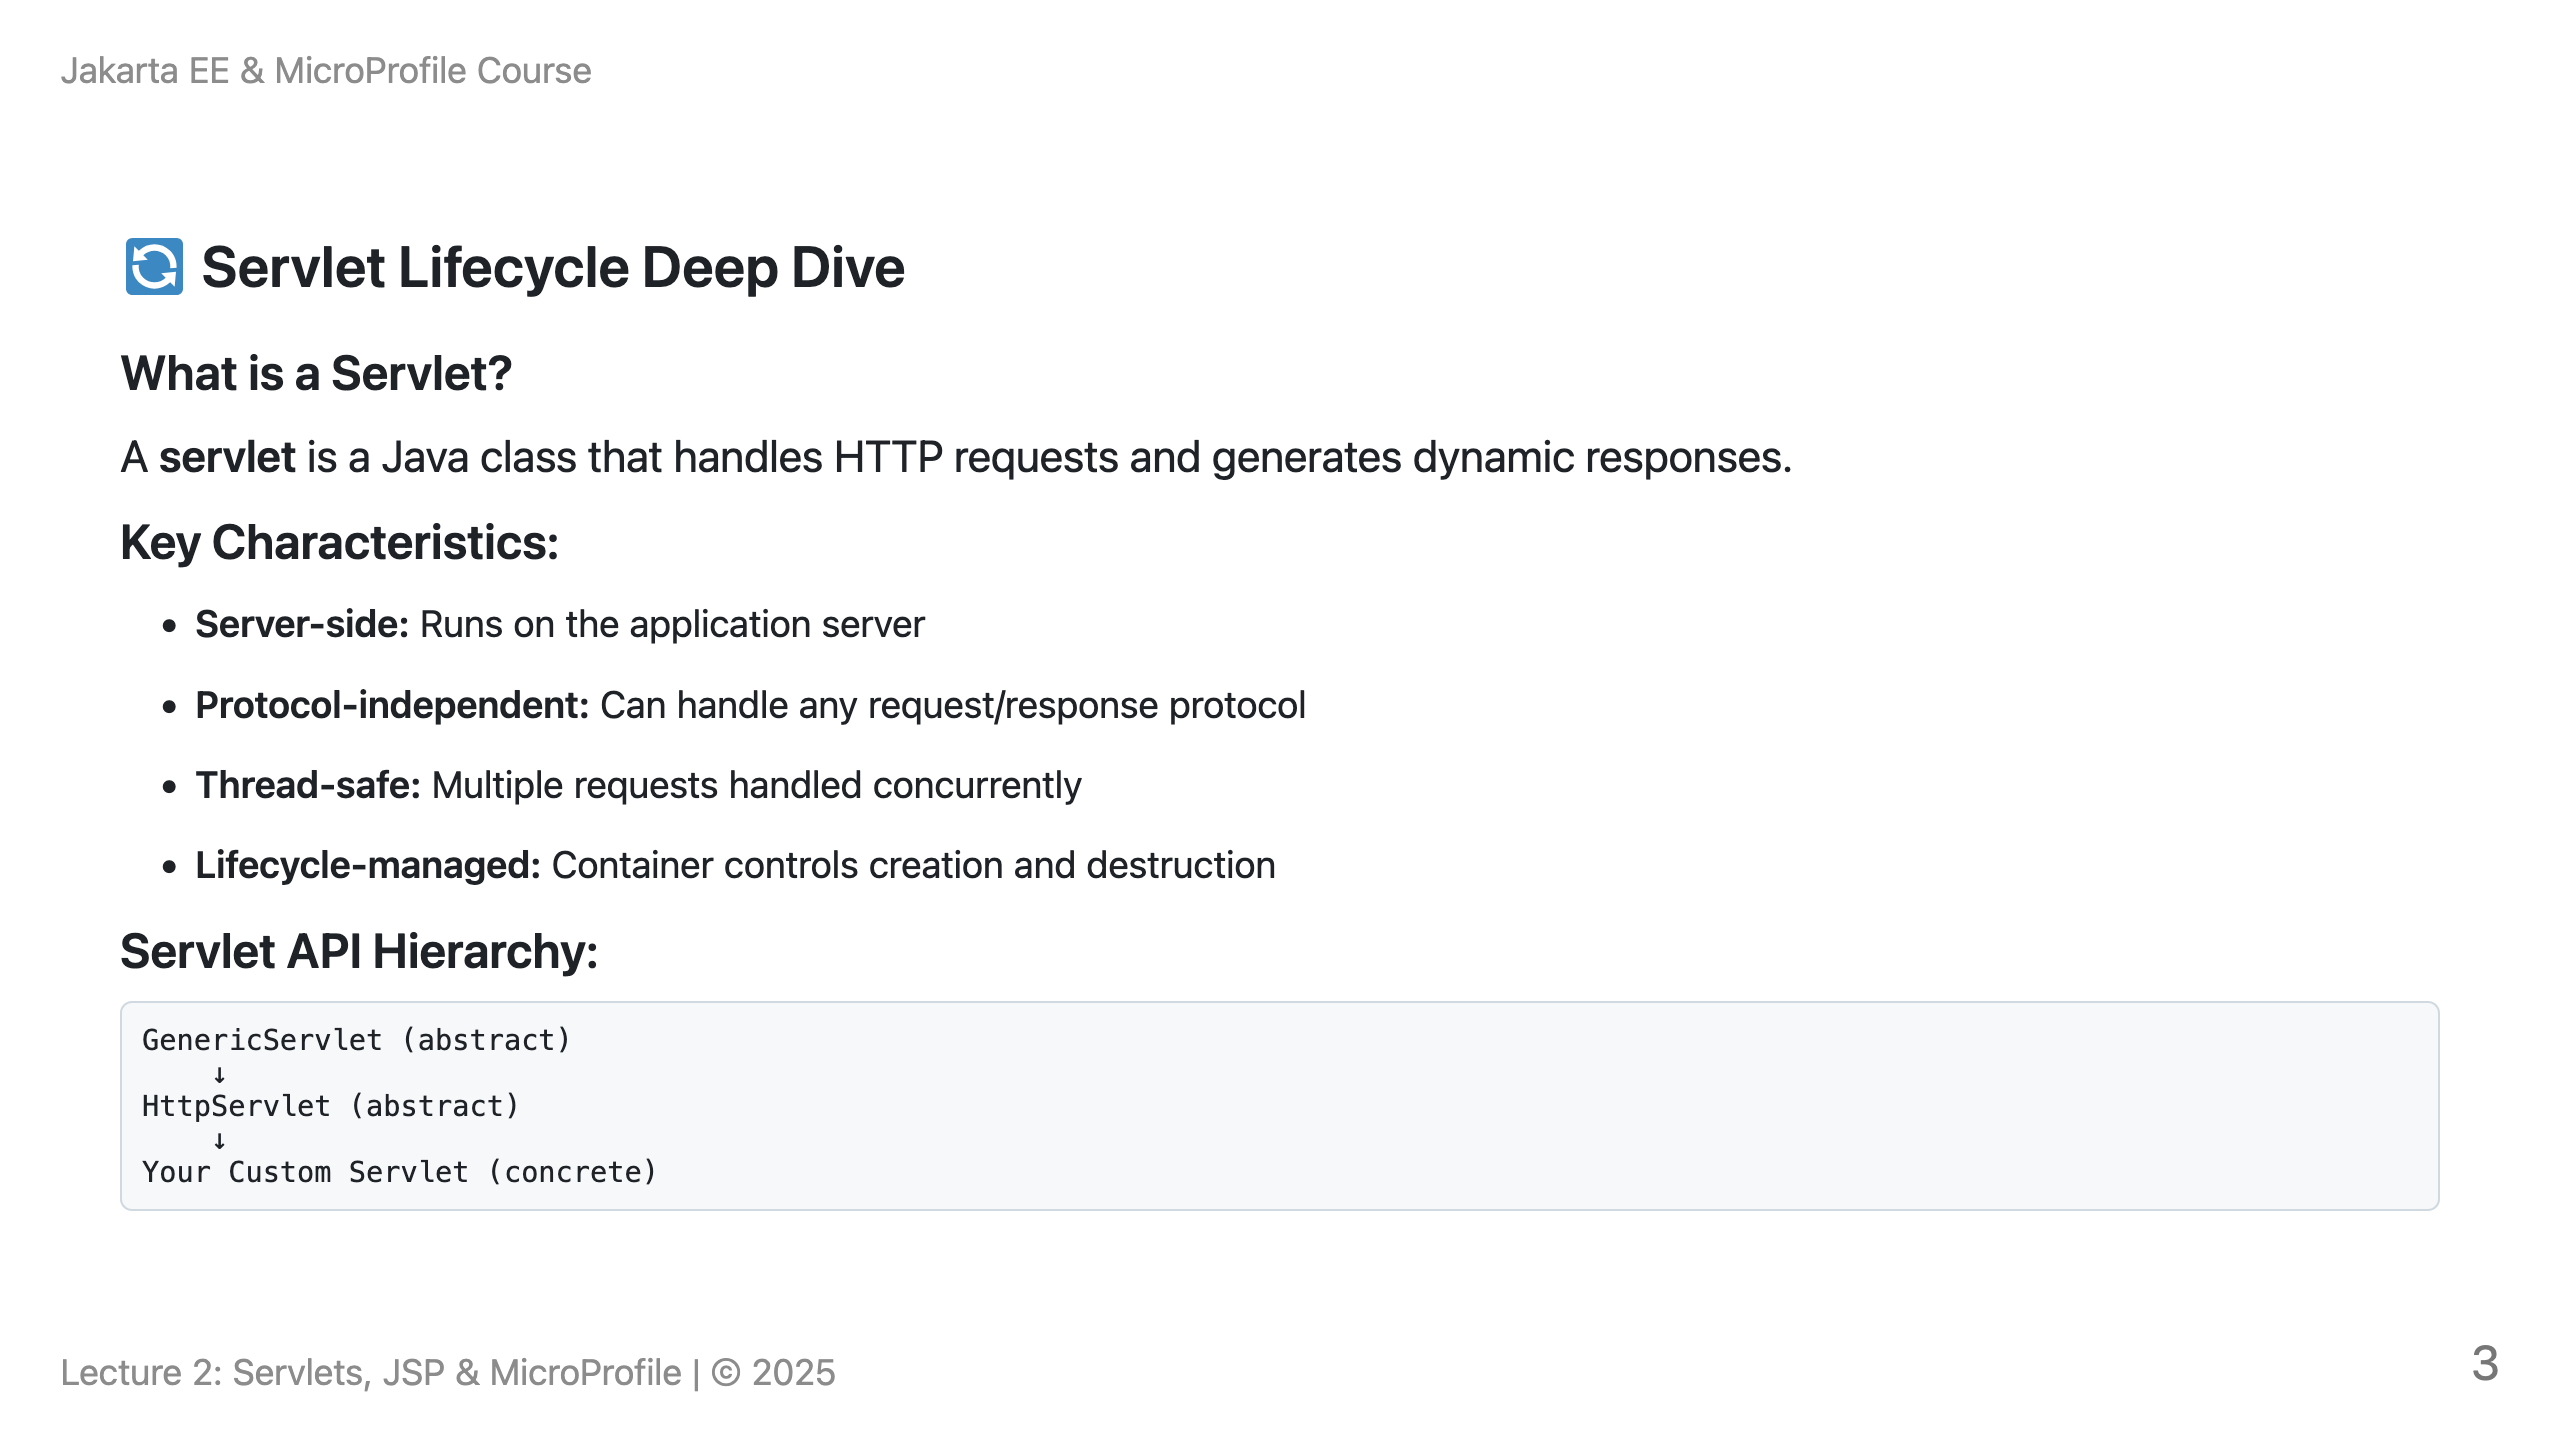 Jakarta EE & MicroProfile Course
🔄 Servlet Lifecycle Deep Dive
What is a Servlet?
A servlet is a Java class that handles HTTP requests and generates dynamic responses.
Key Characteristics:
• Server-side: Runs on the application server
• Protocol-independent: Can handle any request/response protocol
• Thread-safe: Multiple requests handled concurrently
• Lifecycle-managed: Container controls creation and destruction
Servlet API Hierarchy:
GenericServlet (abstract)
↓
HttpServlet (abstract)
↓
Your Custom Servlet (concrete)
Lecture 2: Servlets, JSP & MicroProfile | © 2025
3